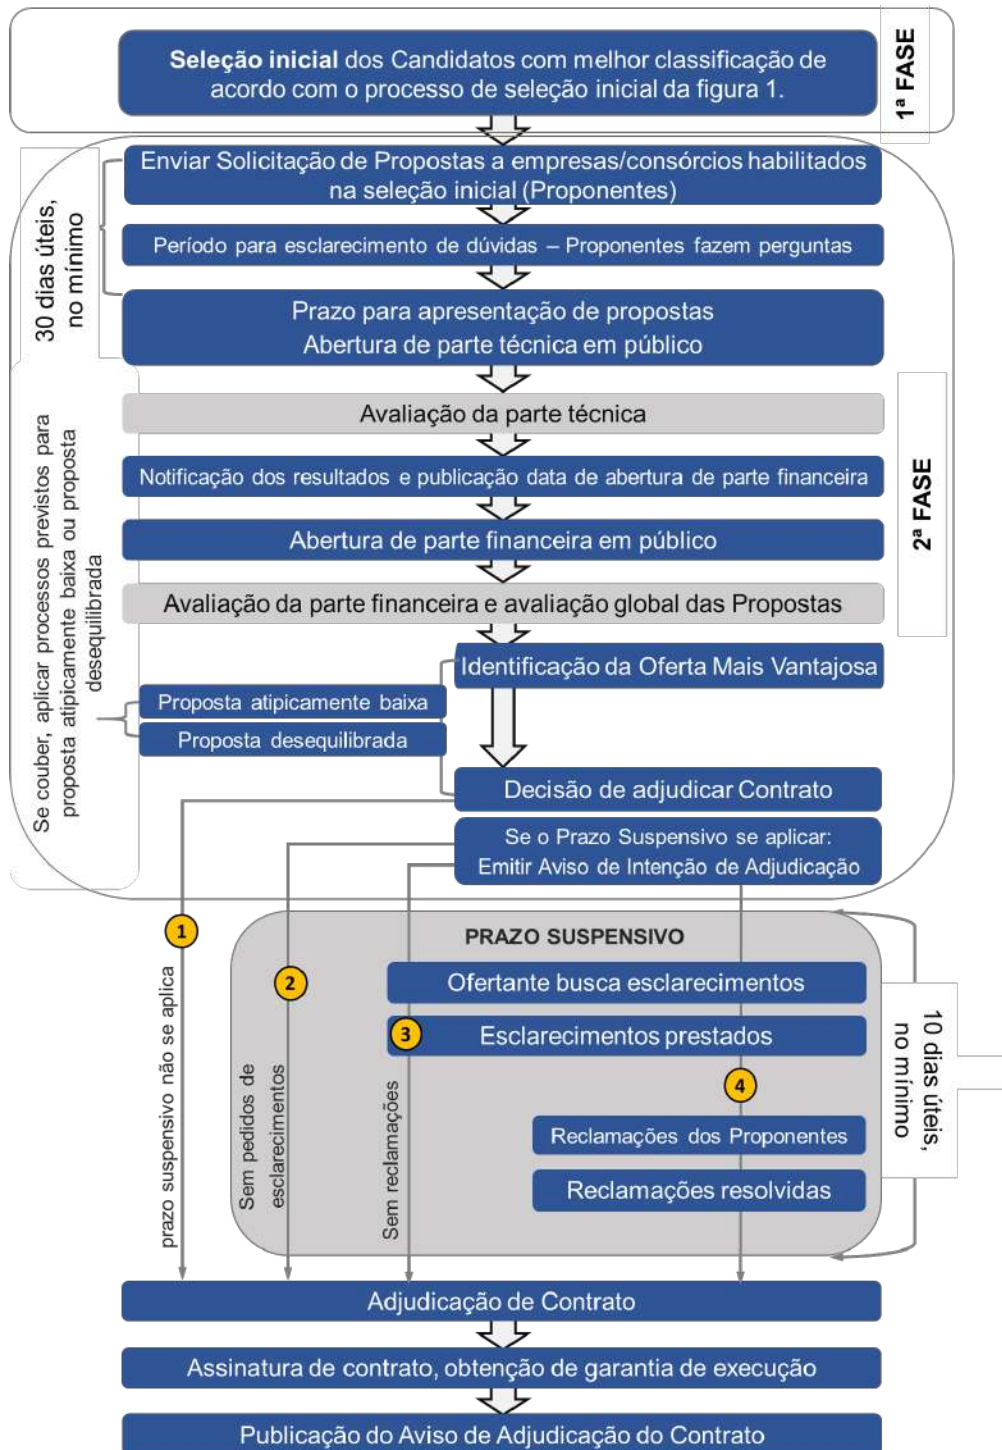 Seleção inicial dos Candidatos com melhor classificação de
acordo com o processo de seleção inicial da figura 1.
1ª FASE
Enviar Solicitação de Propostas a empresas/consórcios habilitados
na seleção inicial (Proponentes)
30 dias úteis,
no mínimo
Período para esclarecimento de dúvidas – Proponentes fazem perguntas
Prazo para apresentação de propostas
Abertura de parte técnica em público
Avaliação da parte técnica
Notificação dos resultados e publicação data de abertura de parte financeira
Abertura de parte financeira em público
2ª FASE
Avaliação da parte financeira e avaliação global das Propostas
Se couber, aplicar processos previstos para
proposta atipicamente baixa ou proposta
desequilibrada
Identificação da Oferta Mais Vantajosa
Proposta atipicamente baixa
Proposta desequilibrada
Decisão de adjudicar Contrato
Se o Prazo Suspensivo se aplicar:
Emitir Aviso de Intenção de Adjudicação
1
prazo suspensivo não se aplica
PRAZO SUSPENSIVO
2
Sem pedidos de
esclarecimentos
Ofertante busca esclarecimentos
3
Esclarecimentos prestados
Sem reclamações
4
Reclamações dos Proponentes
Reclamações resolvidas
10 dias úteis,
no mínimo
Adjudicação de Contrato
Assinatura de contrato, obtenção de garantia de execução
Publicação do Aviso de Adjudicação do Contrato